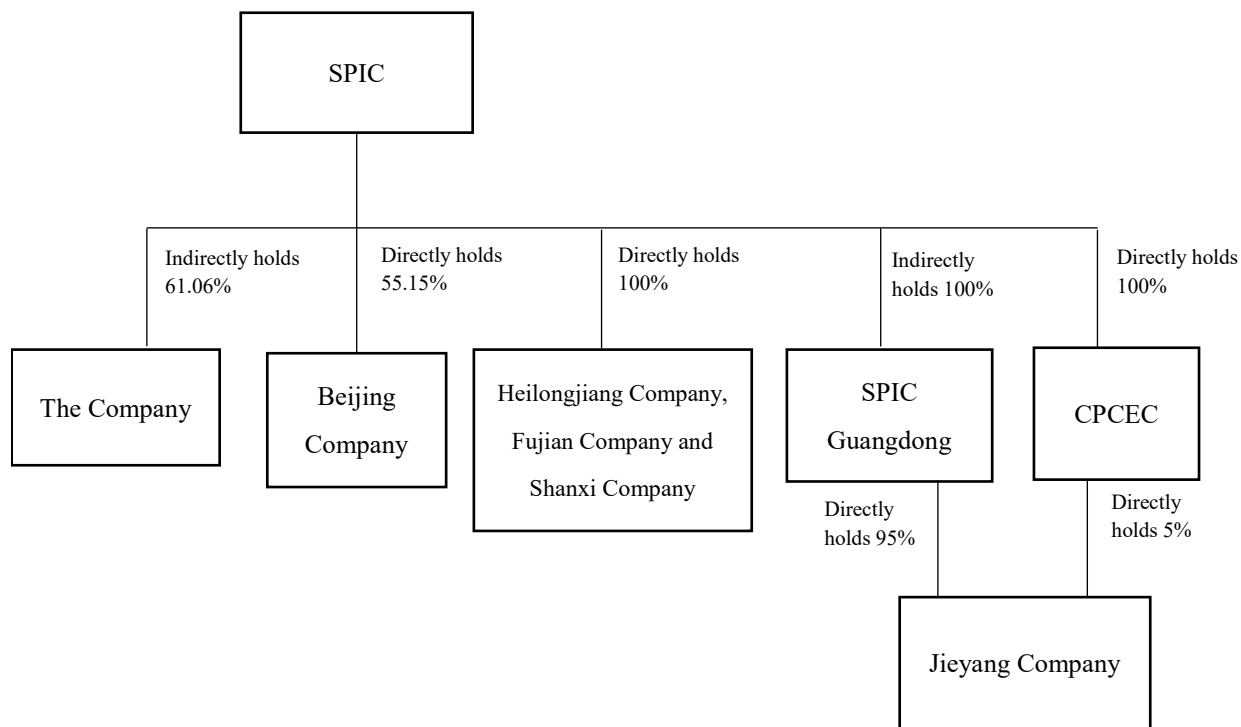 SPIC
Indirectly holds
61.06%
Directly holds
55.15%
Directly holds
100%
Indirectly
holds 100%
Directly holds
100%
The Company
Beijing
Company
Heilongjiang Company,
Fujian Company and
Shanxi Company
SPIC
Guangdong
CPCEC
Directly
holds 95%
Directly
holds 5%
Jieyang Company